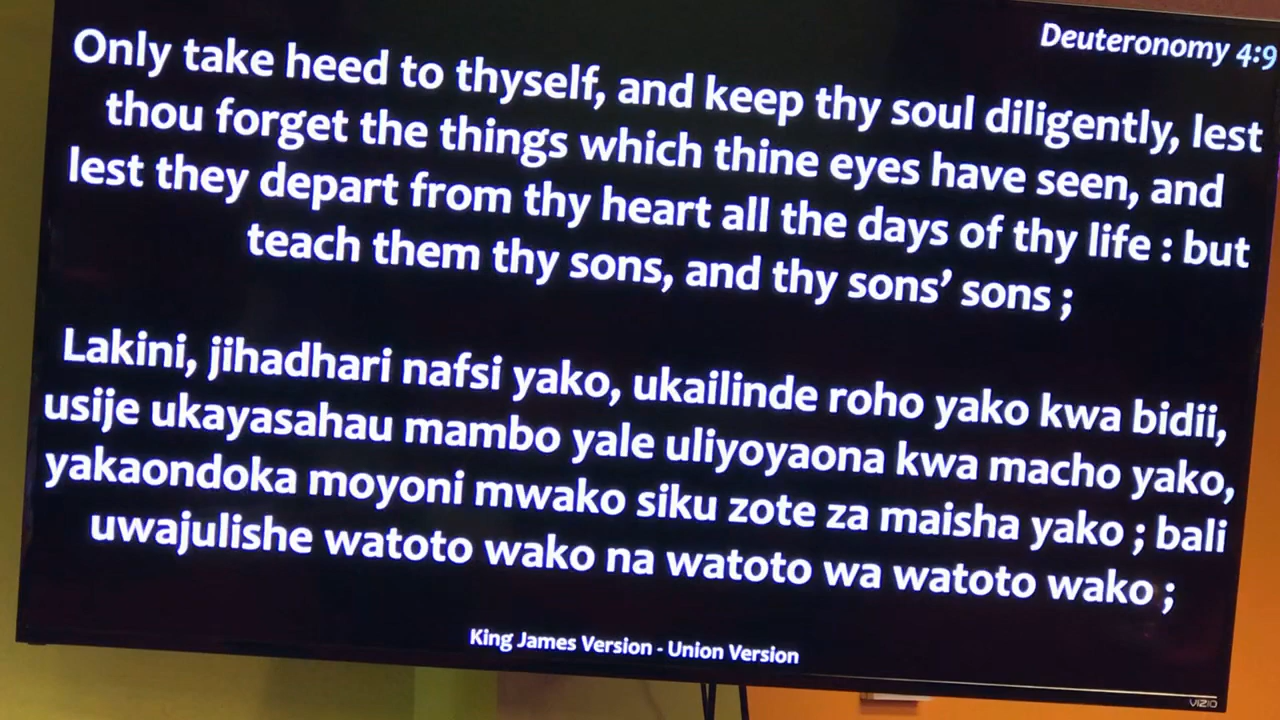 Deuteronomy 4:9
Only take heed to thyself, and keep thy soul diligently, lest
thou forget the things which thine eyes have seen, and
lest they depart from thy heart all the days of thy life : but
teach them thy sons, and thy sons’ sons ;
Lakini, jihadhari nafsi yako, ukailinde roho yako kwa bidii,
usije ukayasahau mambo yale uliyoyaona kwa macho yako,
yakaondoka moyoni mwako siku zote za maisha yako ; bali
uwajulishe watoto wako na watoto wa watoto wako ;
King James Version - Union Version
VIZIO